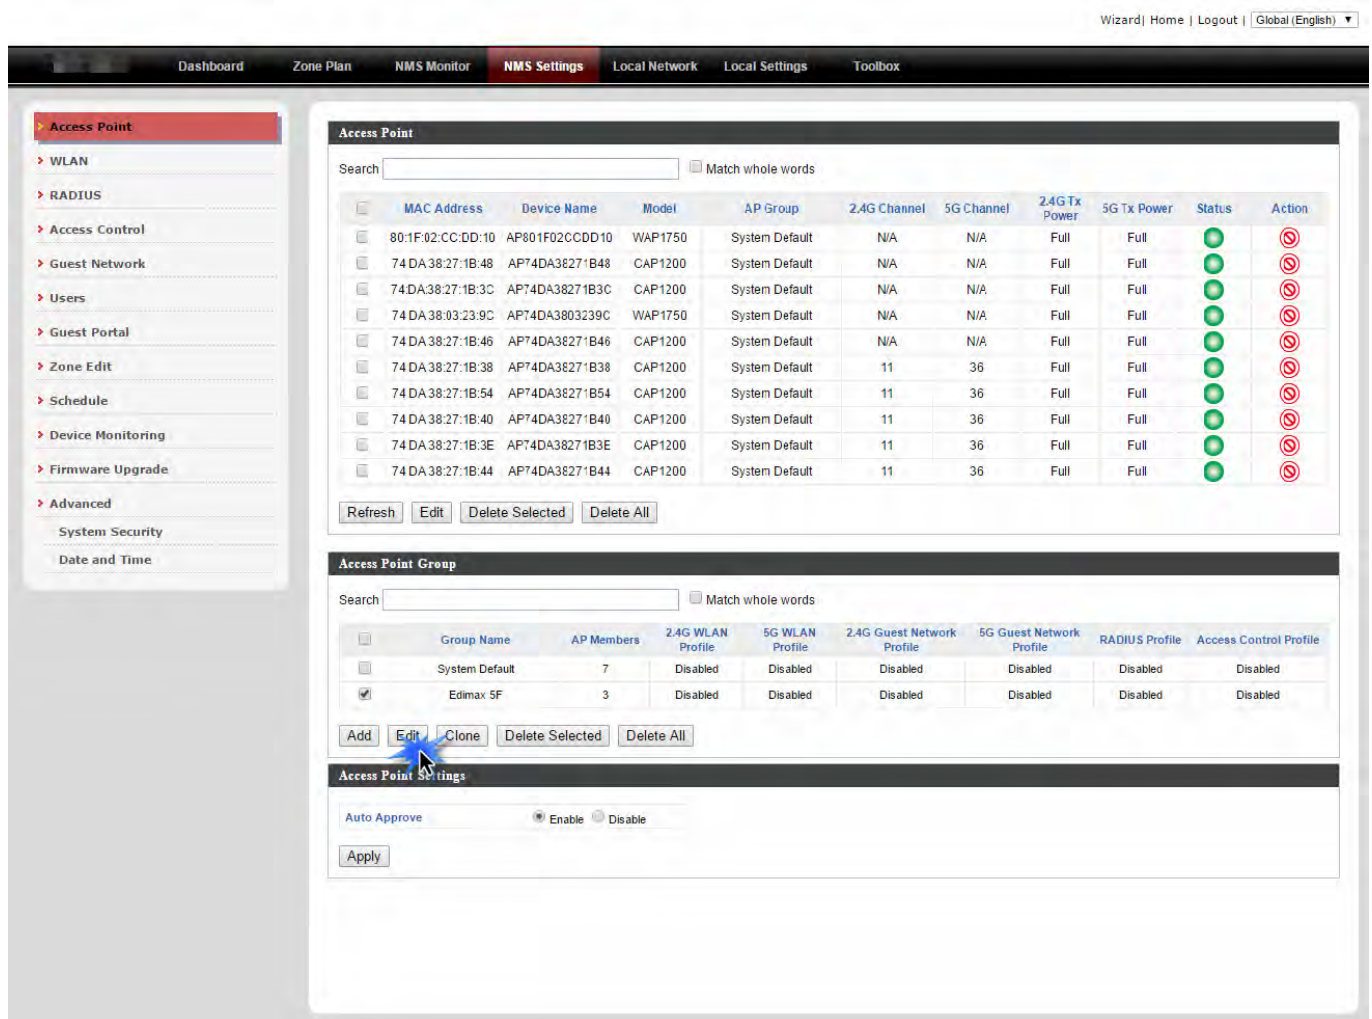 Wizard| Home | Logout | Global (English)
Dashboard Zone Plan NMS Monitor NMS Settings Local Network Local Settings Toolbox
Access Point
WLAN
RADIUS
Access Control
Guest Network
Users
Guest Portal
Zone Edit
Schedule
Device Monitoring
Firmware Upgrade
Advanced
System Security
Date and Time
Access Point
Search Match whole words
MAC Address Device Name Model AP Group 2.4G Channel 5G Channel 2.4G Tx Power 5G Tx Power Status Action
80:1F:02:CC:DD:10 AP801F02CCDD10 WAP1750 System Default N/A N/A Full Full
74:DA:38:27:1B:48 AP74DA38271B48 CAP1200 System Default N/A N/A Full Full
74:DA:38:27:1B:3C AP74DA38271B3C CAP1200 System Default N/A N/A Full Full
74:DA:38:03:23:9C AP74DA3803239C WAP1750 System Default N/A N/A Full Full
74:DA:38:27:1B:46 AP74DA38271B46 CAP1200 System Default N/A N/A Full Full
74:DA:38:27:1B:38 AP74DA38271B38 CAP1200 System Default 11 36 Full Full
74:DA:38:27:1B:54 AP74DA38271B54 CAP1200 System Default 11 36 Full Full
74:DA:38:27:1B:40 AP74DA38271B40 CAP1200 System Default 11 36 Full Full
74:DA:38:27:1B:3E AP74DA38271B3E CAP1200 System Default 11 36 Full Full
74:DA:38:27:1B:44 AP74DA38271B44 CAP1200 System Default 11 36 Full Full
Refresh Edit Delete Selected Delete All
Access Point Group
Search Match whole words
Group Name AP Members 2.4G WLAN Profile 5G WLAN Profile 2.4G Guest Network Profile 5G Guest Network Profile RADIUS Profile Access Control Profile
System Default 7 Disabled Disabled Disabled Disabled Disabled Disabled
Edimax 5F 3 Disabled Disabled Disabled Disabled Disabled Disabled
Add Edit Clone Delete Selected Delete All
Access Point Settings
Auto Approve Enable Disable
Apply